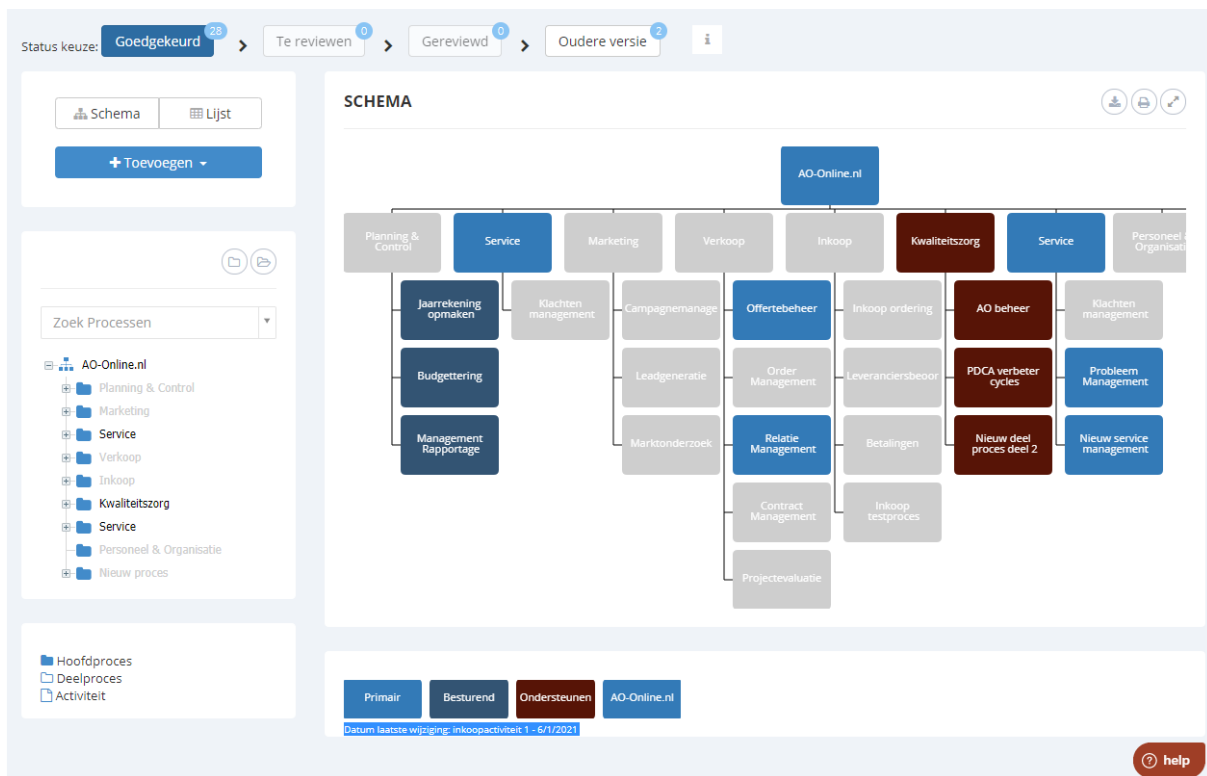 Status keuze:
Goedgekeurd
28
Te reviewen
0
Gereviewd
0
Oudere versie
2
i
Schema
Lijst
Toevoegen
Zoek Processen
AO-Online.nl
Planning & Control
Marketing
Service
Verkoop
Inkoop
Kwaliteitszorg
Service
Personeel & Organisatie
Nieuw proces
Hoofdproces
Deelproces
Activiteit
SCHEMA
AO-Online.nl
Planning &
Control
Service
Marketing
Verkoop
Inkoop
Kwaliteitszorg
Service
Personeel
Organisati
Jaarrekening
opmaken
Klachten
management
Campagnemanage
Offertebeheer
Inkoop ordering
AO beheer
Klachten
management
Budgettering
Leadgeneratie
Order
Management
Leveranciersbeoor
PDCA verbeter
cycles
Probleem
Management
Management
Rapportage
Marktonderzoek
Relatie
Management
Betalingen
Nieuw deel
proces deel 2
Nieuw service
management
Contract
Management
Inkoop
testproces
Projectevaluatie
Primair
Besturend
Ondersteunen
AO-Online.nl
Datum laatste wijziging: inkoopactiviteit 1 - 6/1/2021
help